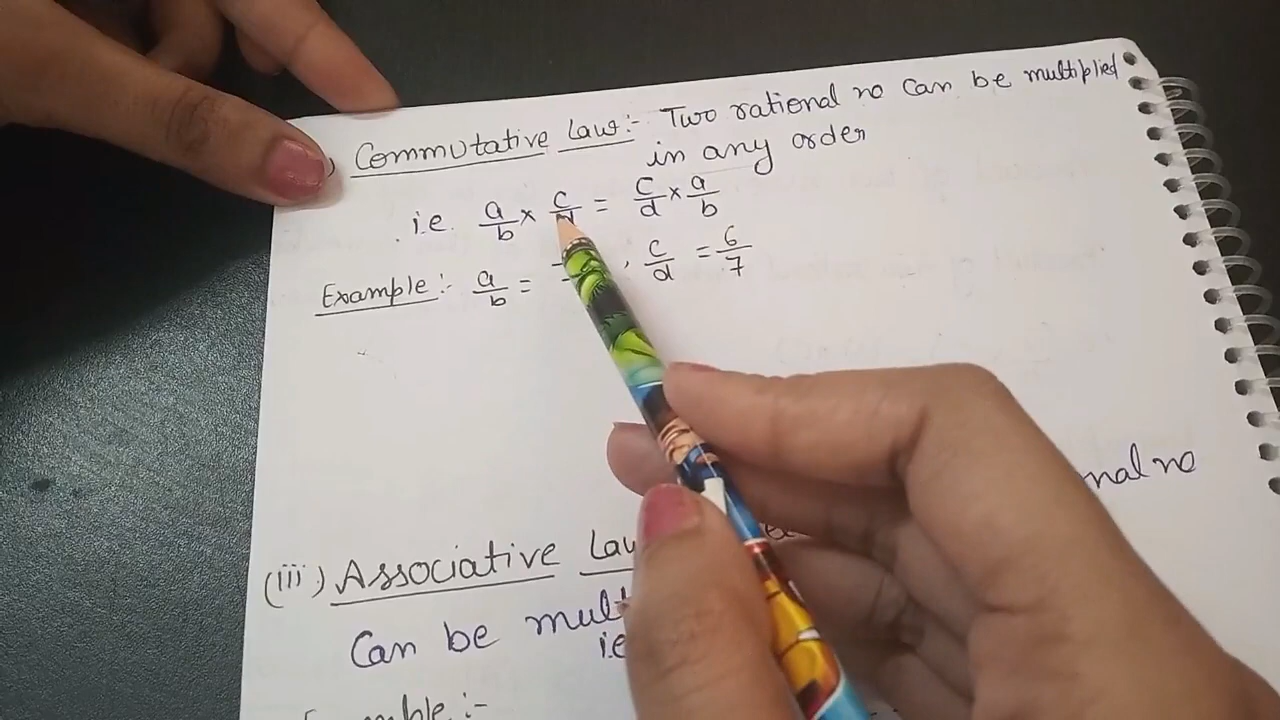 ) Commutative Law:- Two rational no can be multiplied
in any order
i.e. a/b × c/d = c/d × a/b
Example:- a/b = , c/d = 6/7
(iii) Associative Law
nal no
Can be
i.e